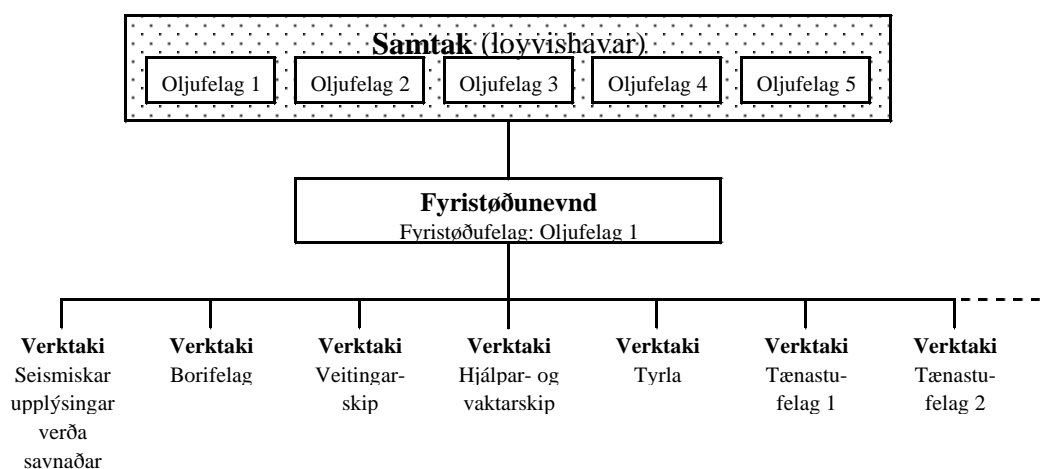 Samtak (loyvishavar)
Oljufelag 1
Oljufelag 2
Oljufelag 3
Oljufelag 4
Oljufelag 5
Fyristøðunevnd
Fyristøðufelag: Oljufelag 1
Verktaki
Seismiskar
upplýsingar
verða
savnaðar
Verktaki
Borifelag
Verktaki
Veitingar-
skip
Verktaki
Hjálpar- og
vaktarskip
Verktaki
Tyrla
Verktaki
Tænastu-
felag 1
Verktaki
Tænastu-
felag 2